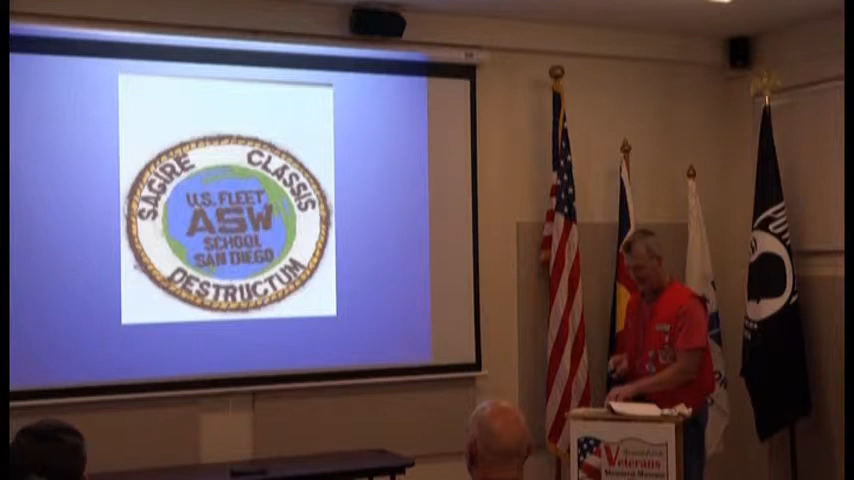 SAGIRE CLASSIS
U.S. FLEET
ASW
SCHOOL
SAN DIEGO
DESTRUCTUM
Veterans